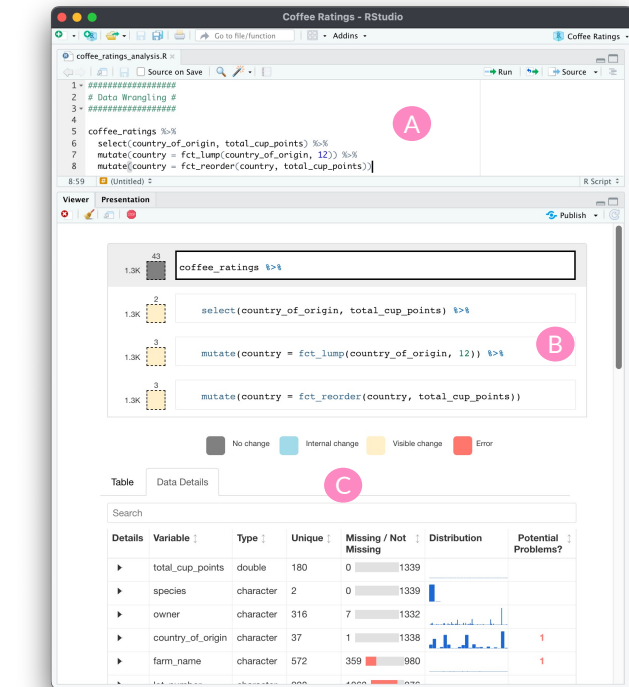 Coffee Ratings - RStudio
Go to file/function Addins Coffee Ratings
coffee_ratings_analysis.R
Source on Save Run Source
1 ##################
2 # Data Wrangling #
3 ##################
4
5 coffee_ratings %>%
6 select(country_of_origin, total_cup_points) %>%
7 mutate(country = fct_lump(country_of_origin, 12)) %>%
8 mutate(country = fct_reorder(country, total_cup_points))
A
8:59 (Untitled) R Script
Viewer Presentation
Publish
43
1.3K coffee_ratings %>%
2
1.3K select(country_of_origin, total_cup_points) %>%
B
3
1.3K mutate(country = fct_lump(country_of_origin, 12)) %>%
3
1.3K mutate(country = fct_reorder(country, total_cup_points))
No change Internal change Visible change Error
Table Data Details
C
Search
Details Variable Type Unique Missing / Not Missing Distribution Potential Problems?
total_cup_points double 180 0 1339
species character 2 0 1339
owner character 316 7 1332
country_of_origin character 37 1 1338 1
farm_name character 572 359 980 1